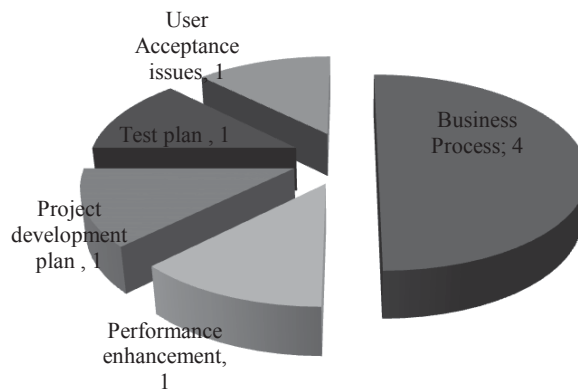 User
Acceptance
issues, 1
Business
Process; 4
Test plan , 1
Project
development
plan , 1
Performance
enhancement,
1